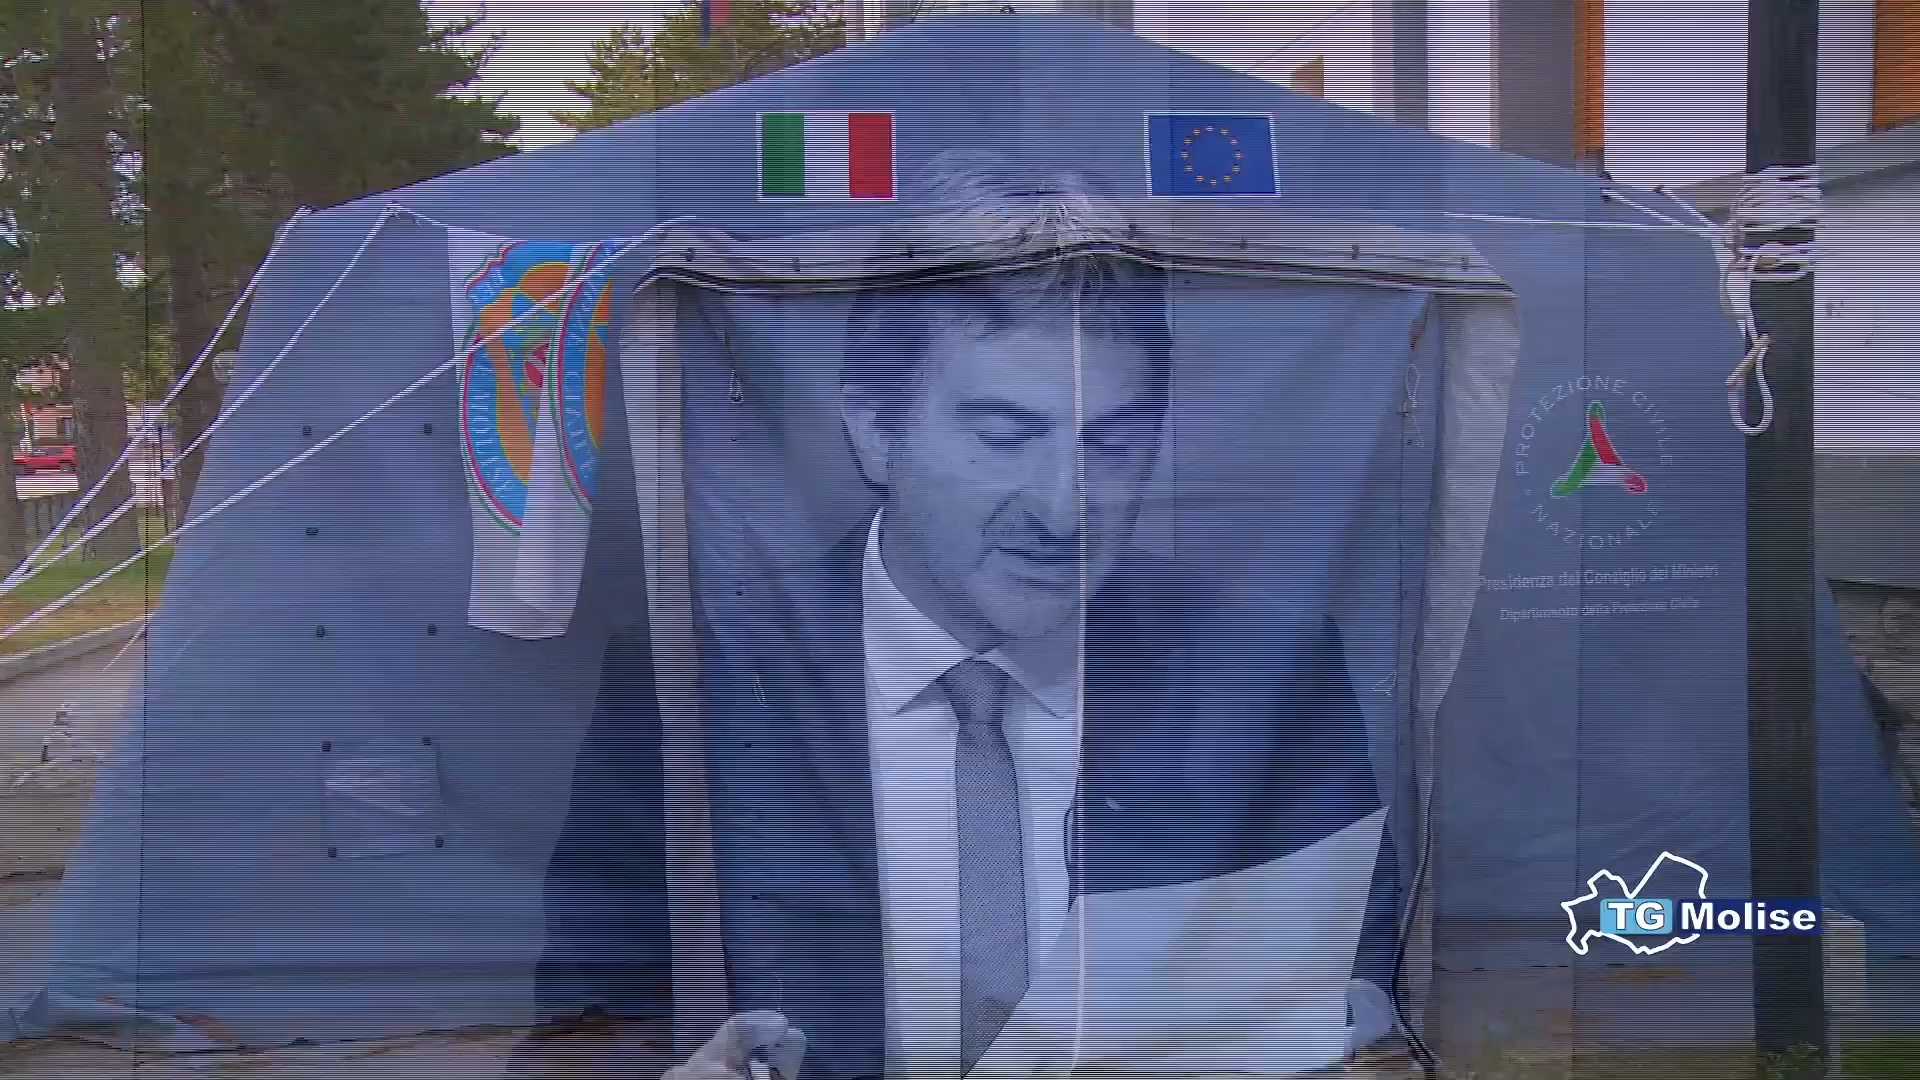 PROTEZIONE CIVILE
NAZIONALE
Presidenza del Consiglio dei Ministri
Dipartimento della Protezione Civile
TG Molise